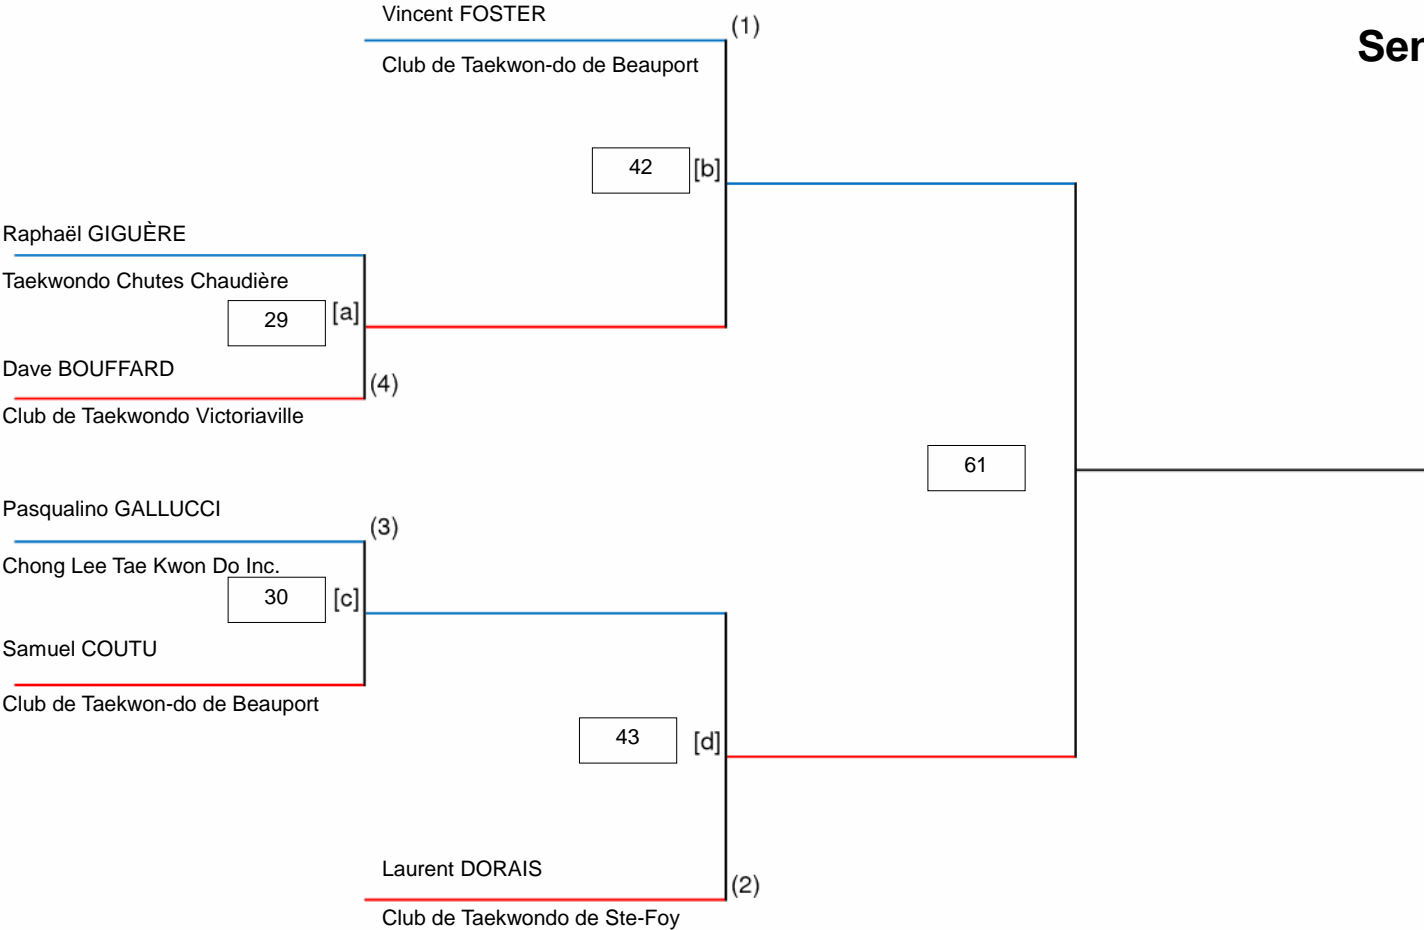 Vincent FOSTER
(1)
Sen
Club de Taekwon-do de Beauport
42
[b]
Raphaël GIGUÈRE
Taekwondo Chutes Chaudière
29
[a]
Dave BOUFFARD
(4)
Club de Taekwondo Victoriaville
61
Pasqualino GALLUCCI
(3)
Chong Lee Tae Kwon Do Inc.
30
[c]
Samuel COUTU
Club de Taekwon-do de Beauport
43
[d]
Laurent DORAIS
(2)
Club de Taekwondo de Ste-Foy